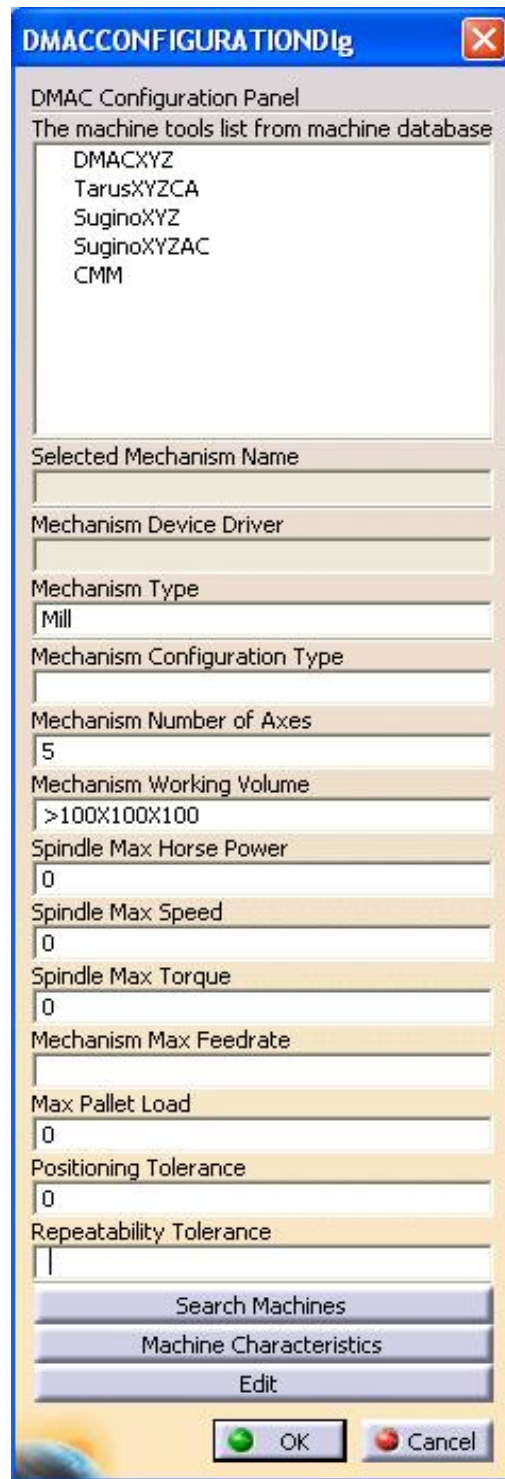 DMACCONFIGURATIONDlg
DMAC Configuration Panel
The machine tools list from machine database
DMACXYZ
TarusXYZCA
SuginoXYZ
SuginoXYZAC
CMM
Selected Mechanism Name
Mechanism Device Driver
Mechanism Type
Mill
Mechanism Configuration Type
Mechanism Number of Axes
5
Mechanism Working Volume
>100X100X100
Spindle Max Horse Power
0
Spindle Max Speed
0
Spindle Max Torque
0
Mechanism Max Feedrate
Max Pallet Load
0
Positioning Tolerance
0
Repeatability Tolerance
Search Machines
Machine Characteristics
Edit
OK Cancel